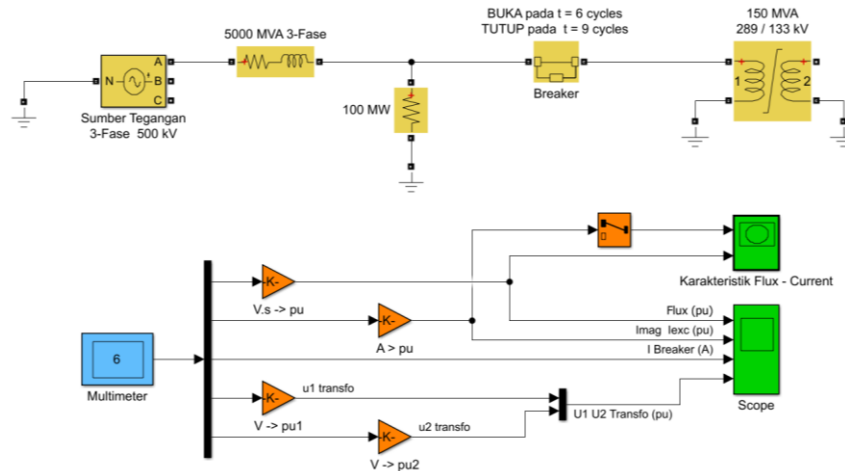 BUKA pada t = 6 cycles
TUTUP pada t = 9 cycles
150 MVA
289 / 133 kV
5000 MVA 3-Fase
N
A
B
C
Sumber Tegangan
3-Fase 500 kV
100 MW
Breaker
1
2
-K-
V.s -> pu
-K-
A > pu
Karakteristik Flux - Current
Flux (pu)
Imag Iexc (pu)
I Breaker (A)
6
Multimeter
-K-
u1 transfo
V -> pu1
-K-
u2 transfo
V -> pu2
U1 U2 Transfo (pu)
Scope